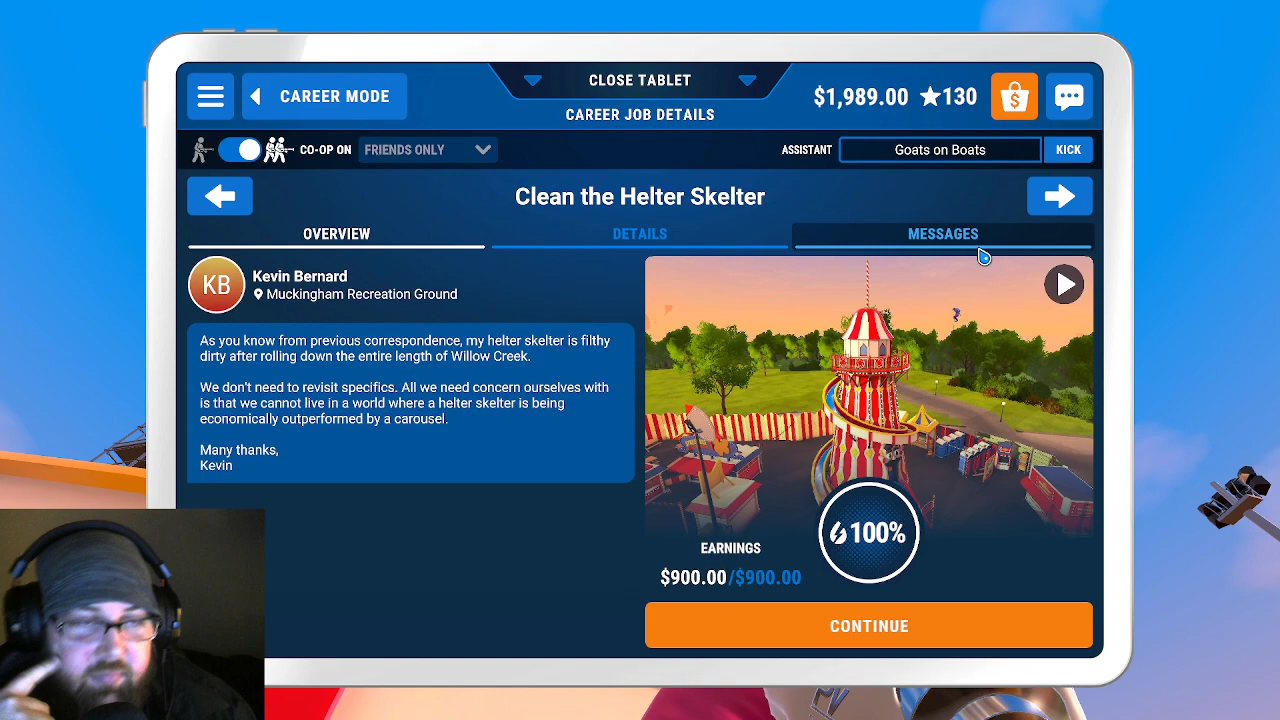 CLOSE TABLET
CAREER MODE
$1,989.00 ★130
CAREER JOB DETAILS
CO-OP ON
FRIENDS ONLY
ASSISTANT
Goats on Boats
KICK
Clean the Helter Skelter
OVERVIEW
DETAILS
MESSAGES
KB
Kevin Bernard
Muckingham Recreation Ground
As you know from previous correspondence, my helter skelter is filthy
dirty after rolling down the entire length of Willow Creek.
We don't need to revisit specifics. All we need concern ourselves with
is that we cannot live in a world where a helter skelter is being
economically outperformed by a carousel.
Many thanks,
Kevin
100%
EARNINGS
$900.00/$900.00
CONTINUE